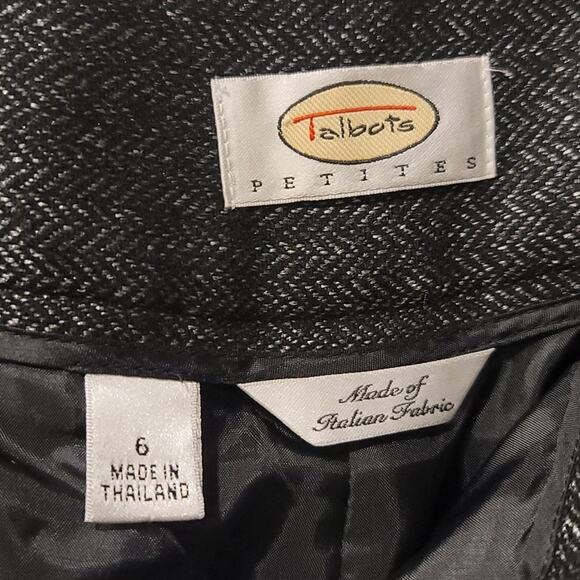 Talbots
PETITES
Made of
Italian Fabric
6
MADE IN
THAILAND